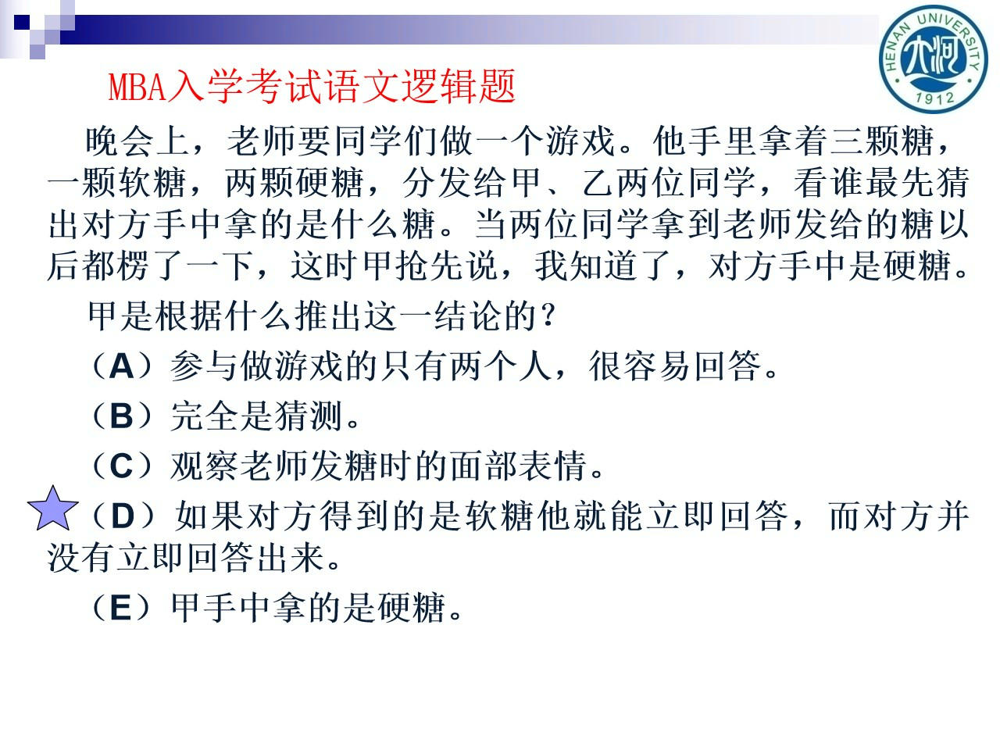 HENAN UNIVERSITY
1912
MBA入学考试语文逻辑题
晚会上，老师要同学们做一个游戏。他手里拿着三颗糖，
一颗软糖，两颗硬糖，分发给甲、乙两位同学，看谁最先猜
出对方手中拿的是什么糖。当两位同学拿到老师发给的糖以
后都楞了一下，这时甲抢先说，我知道了，对方手中是硬糖。
甲是根据什么推出这一结论的？
（A）参与做游戏的只有两个人，很容易回答。
（B）完全是猜测。
（C）观察老师发糖时的面部表情。
（D）如果对方得到的是软糖他就能立即回答，而对方并
没有立即回答出来。
（E）甲手中拿的是硬糖。